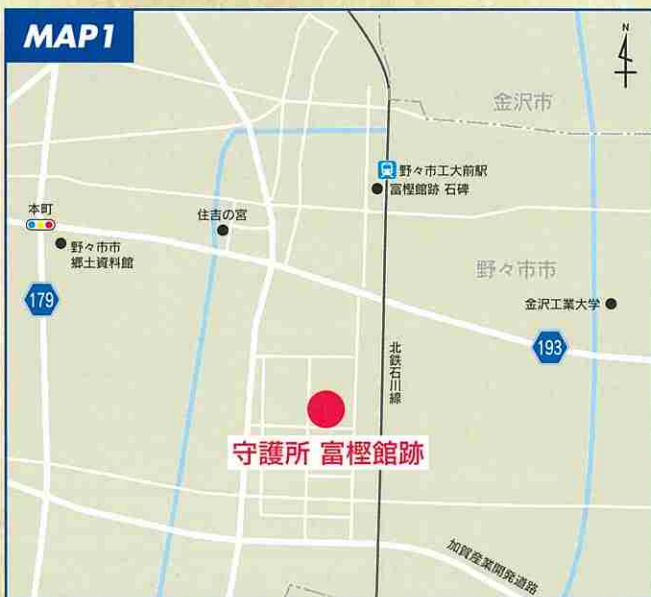 MAP1
N
金沢市
野々市工大前駅
富樫館跡 石碑
本町
住吉の宮
野々市市
郷土資料館
野々市市
179
金沢工業大学
193
北鉄石川線
守護所 富樫館跡
加賀産業開発道路